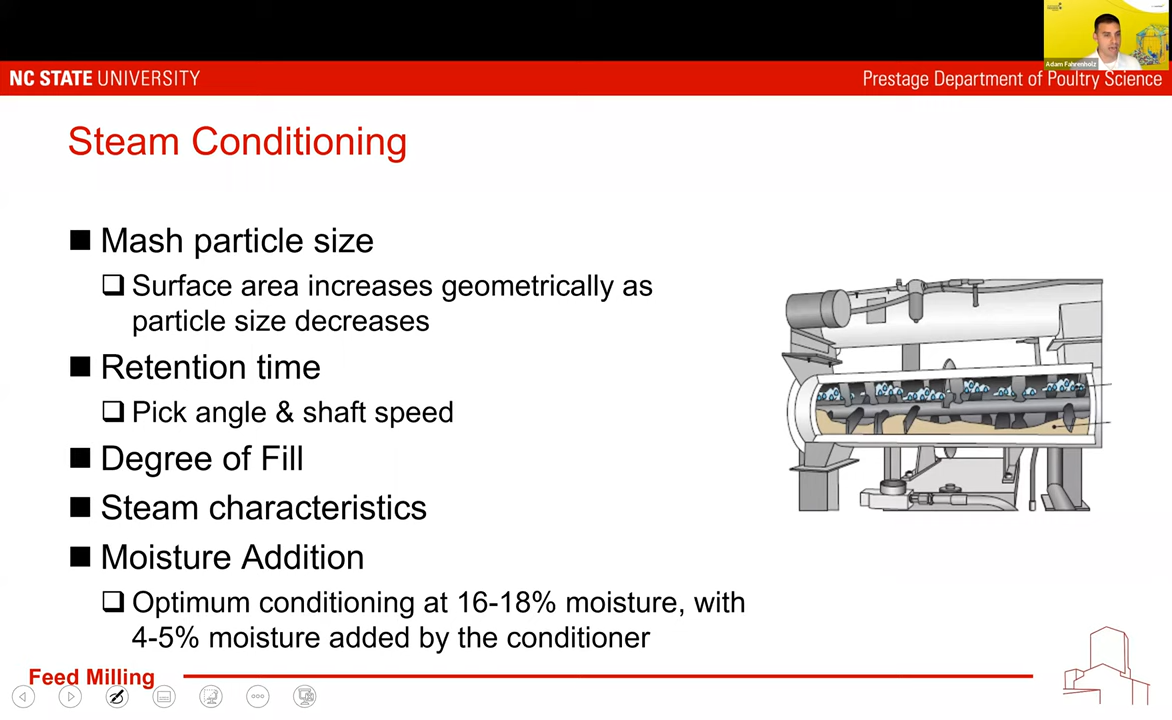 Adam Fahrenholz
NC STATE UNIVERSITY
Prestage Department of Poultry Science
Steam Conditioning
Mash particle size
Surface area increases geometrically as
particle size decreases
Retention time
Pick angle & shaft speed
Degree of Fill
Steam characteristics
Moisture Addition
Optimum conditioning at 16-18% moisture, with
4-5% moisture added by the conditioner
Feed Milling